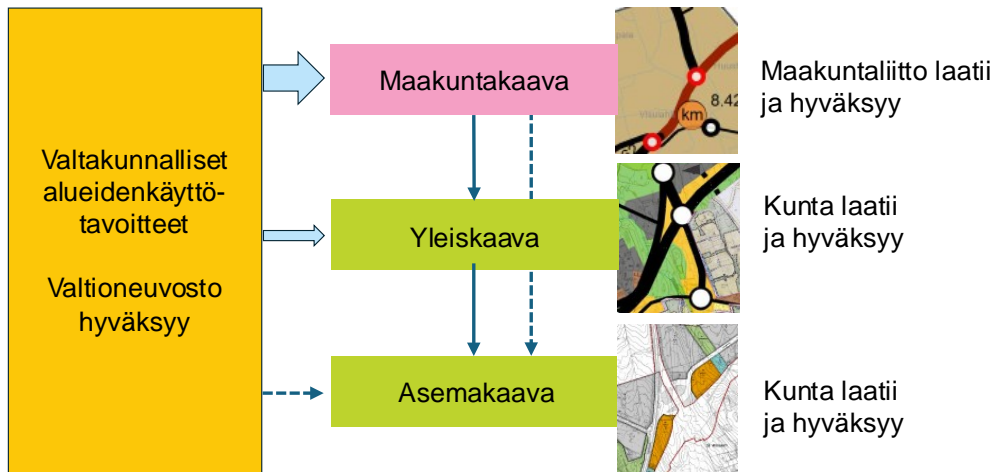 Valtakunnalliset
alueidenkäyttö-
tavoitteet
Valtioneuvosto
hyväksyy
Maakuntakaava
8.42
km
Maakuntaliitto laatii
ja hyväksyy
Yleiskaava
Kunta laatii
ja hyväksyy
Asemakaava
Kunta laatii
ja hyväksyy